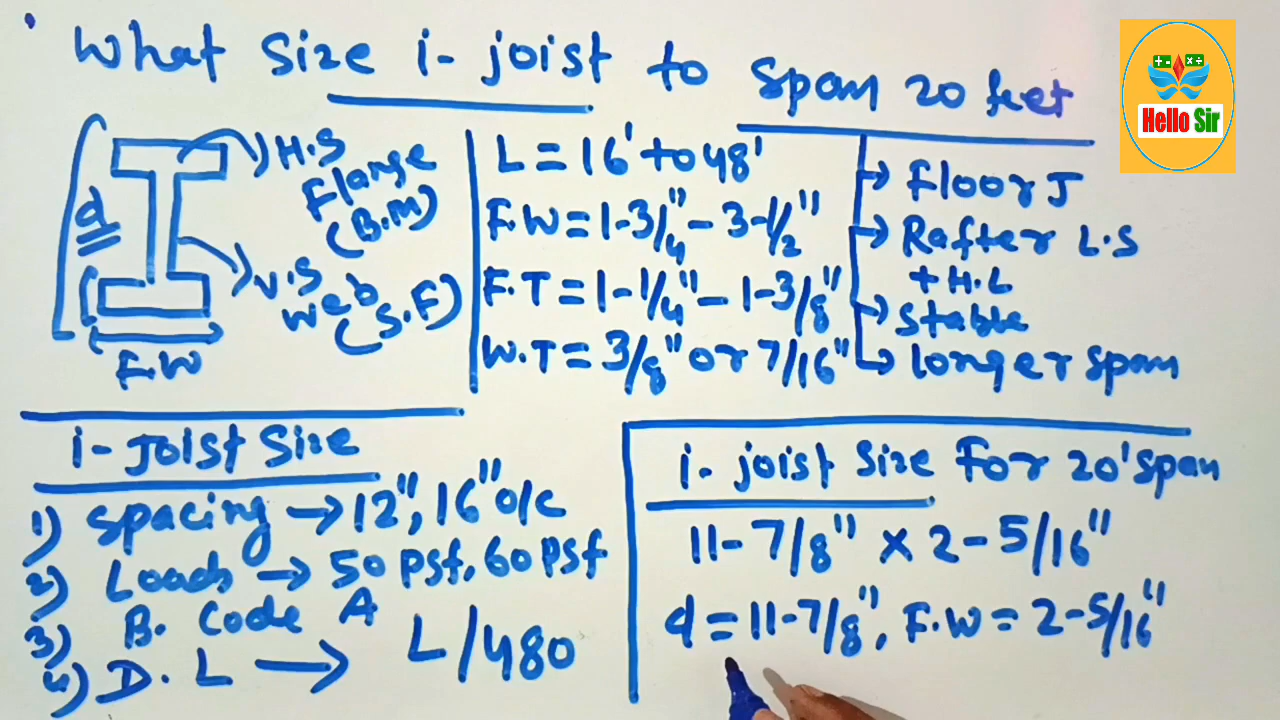 What Size i-joist to Span 20 feet
Hello Sir
d
H.S
Flange
(B.M)
V.S
Web
(S.F)
F.W
L = 16' to 48'
F.W = 1-3/4" - 3-1/2"
F.T = 1-1/4" - 1-3/8"
W.T = 3/8" or 7/16"
Floor J
Rafter L.S
+ H.L
Stable
longer span
i-Joist Size
1) Spacing → 12", 16" o/c
2) Loads → 50 psf, 60 psf
3) B. Code A
4) D. L → L/480
i-joist Size For 20' span
11-7/8" x 2-5/16"
d = 11-7/8", F.W = 2-5/16"